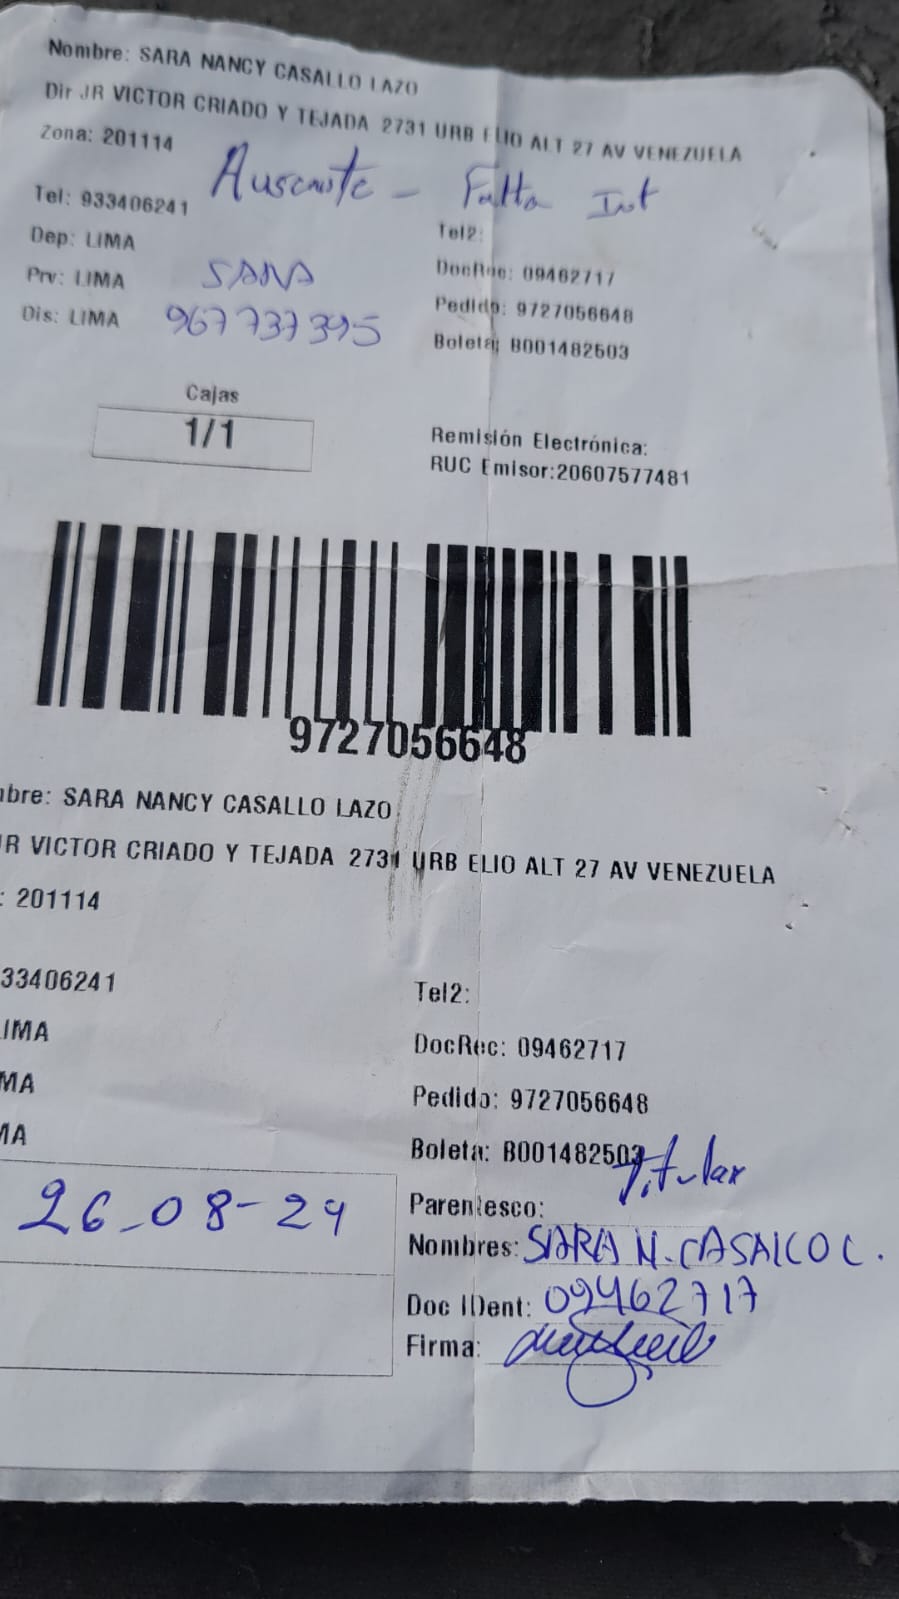 Nombre: SARA NANCY CASALLO LAZO
Dir JR VICTOR CRIADO Y TEJADA 2731 URB ELIO ALT 27 AV VENEZUELA
Zona: 201114
Ausente - Falta Int
Tel: 933406241
Tel2:
Dep: LIMA
DocRec: 09462717
Prv: LIMA
SARA
Pedido: 9727056648
Dis: LIMA
967737395
Boleta: B001482503
Cajas
1/1
Remisión Electrónica:
RUC Emisor:20607577481
9727056648
mbre: SARA NANCY CASALLO LAZO
JR VICTOR CRIADO Y TEJADA 2731 URB ELIO ALT 27 AV VENEZUELA
: 201114
33406241
Tel2:
LIMA
DocRec: 09462717
MA
Pedido: 9727056648
MA
Boleta: B001482503
Titular
26-08-24
Parentesco:
Nombres: SARA N. CASALLO L.
Doc IDent: 09462717
Firma: